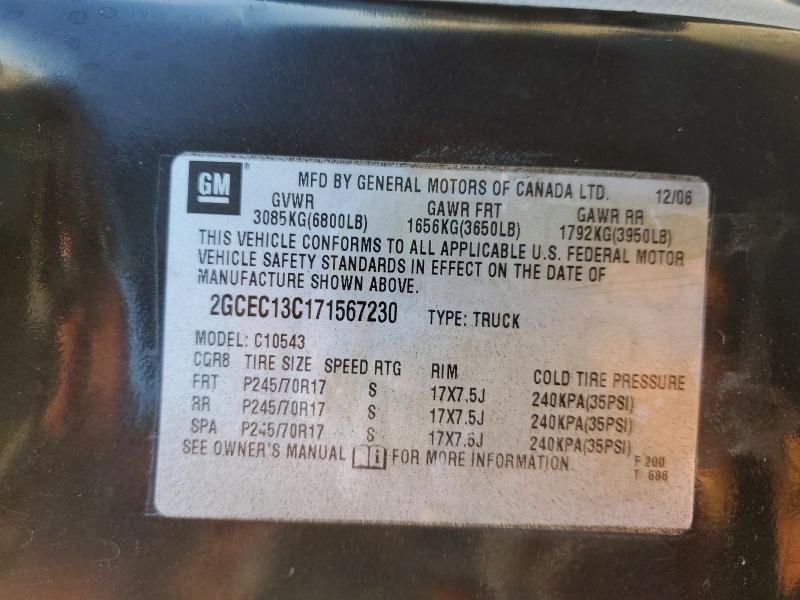 GM ® MFD BY GENERAL MOTORS OF CANADA LTD. 12/06
GVWR GAWR FRT GAWR RR
3085KG(6800LB) 1656KG(3650LB) 1792KG(3950LB)
THIS VEHICLE CONFORMS TO ALL APPLICABLE U.S. FEDERAL MOTOR
VEHICLE SAFETY STANDARDS IN EFFECT ON THE DATE OF
MANUFACTURE SHOWN ABOVE.
2GCEC13C171567230 TYPE: TRUCK
MODEL: C10543
CGR8 TIRE SIZE SPEED RTG RIM COLD TIRE PRESSURE
FRT P245/70R17 S 17X7.5J 240KPA(35PSI)
RR P245/70R17 S 17X7.5J 240KPA(35PSI)
SPA P245/70R17 S 17X7.5J 240KPA(35PSI)
SEE OWNER'S MANUAL FOR MORE INFORMATION. F 200
T 686